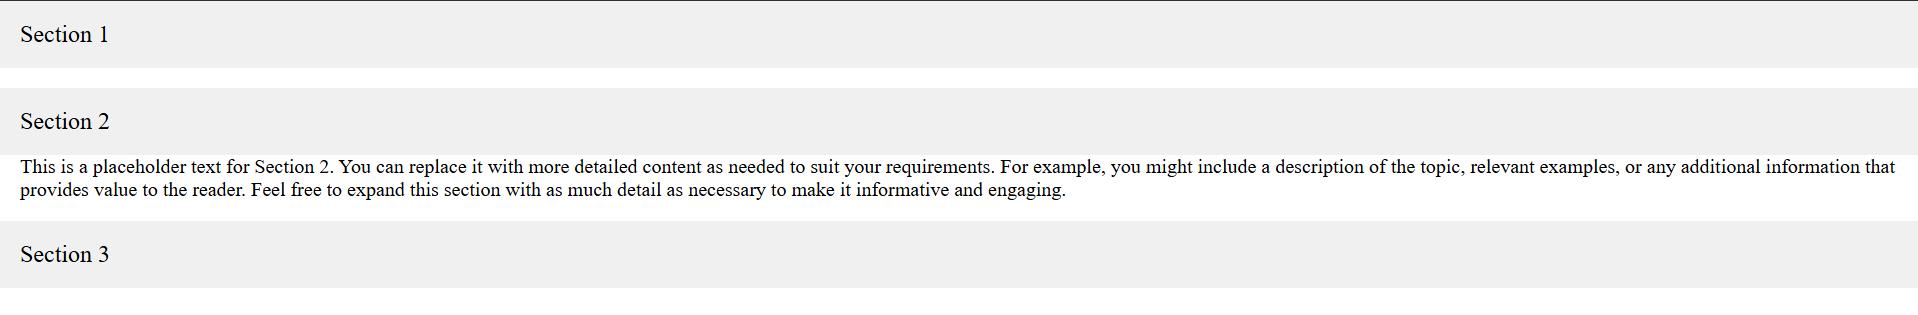 Section 1
Section 2
This is a placeholder text for Section 2. You can replace it with more detailed content as needed to suit your requirements. For example, you might include a description of the topic, relevant examples, or any additional information that
provides value to the reader. Feel free to expand this section with as much detail as necessary to make it informative and engaging.
Section 3